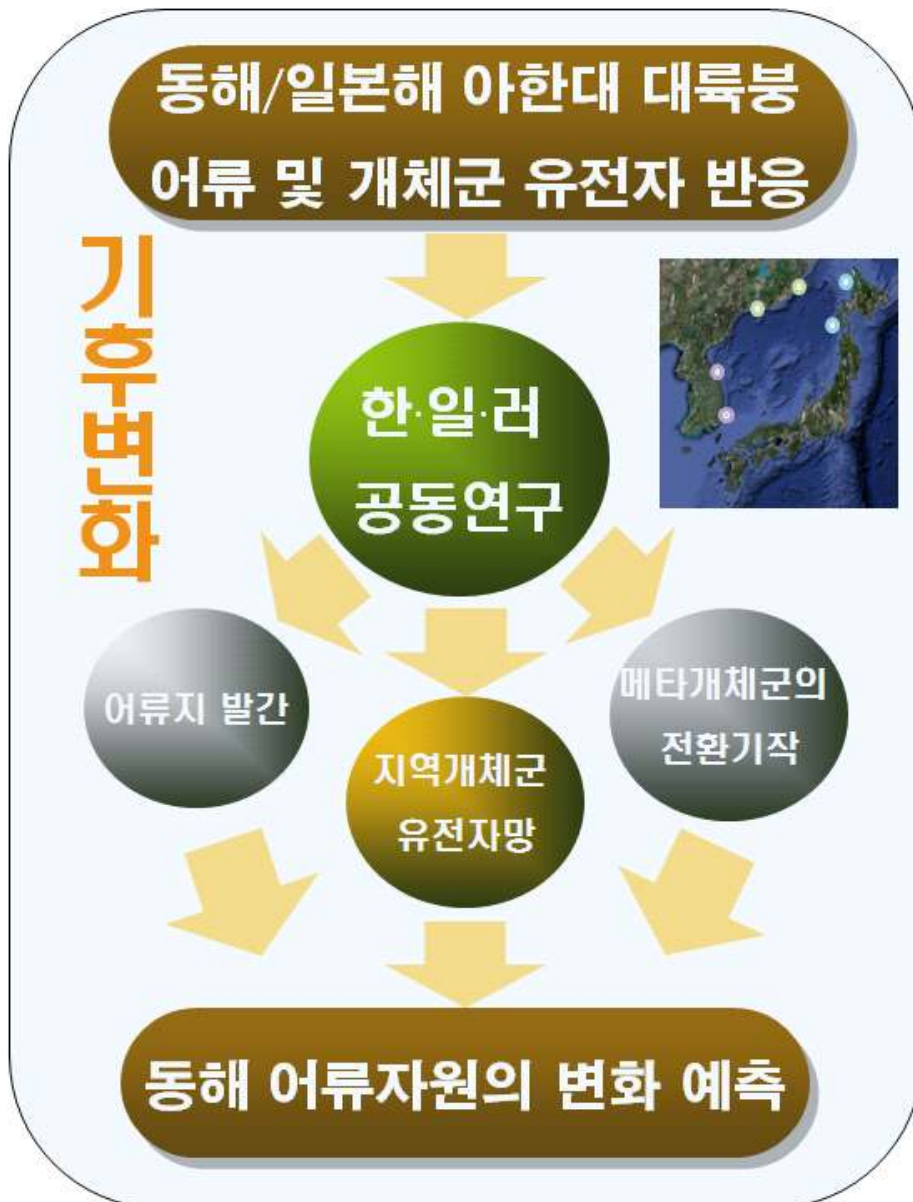 동해/일본해 아한대 대륙붕
어류 및 개체군 유전자 반응
기후변화
한·일·러
공동연구
어류지 발간
지역개체군
유전자망
메타개체군의
전환기작
동해 어류자원의 변화 예측